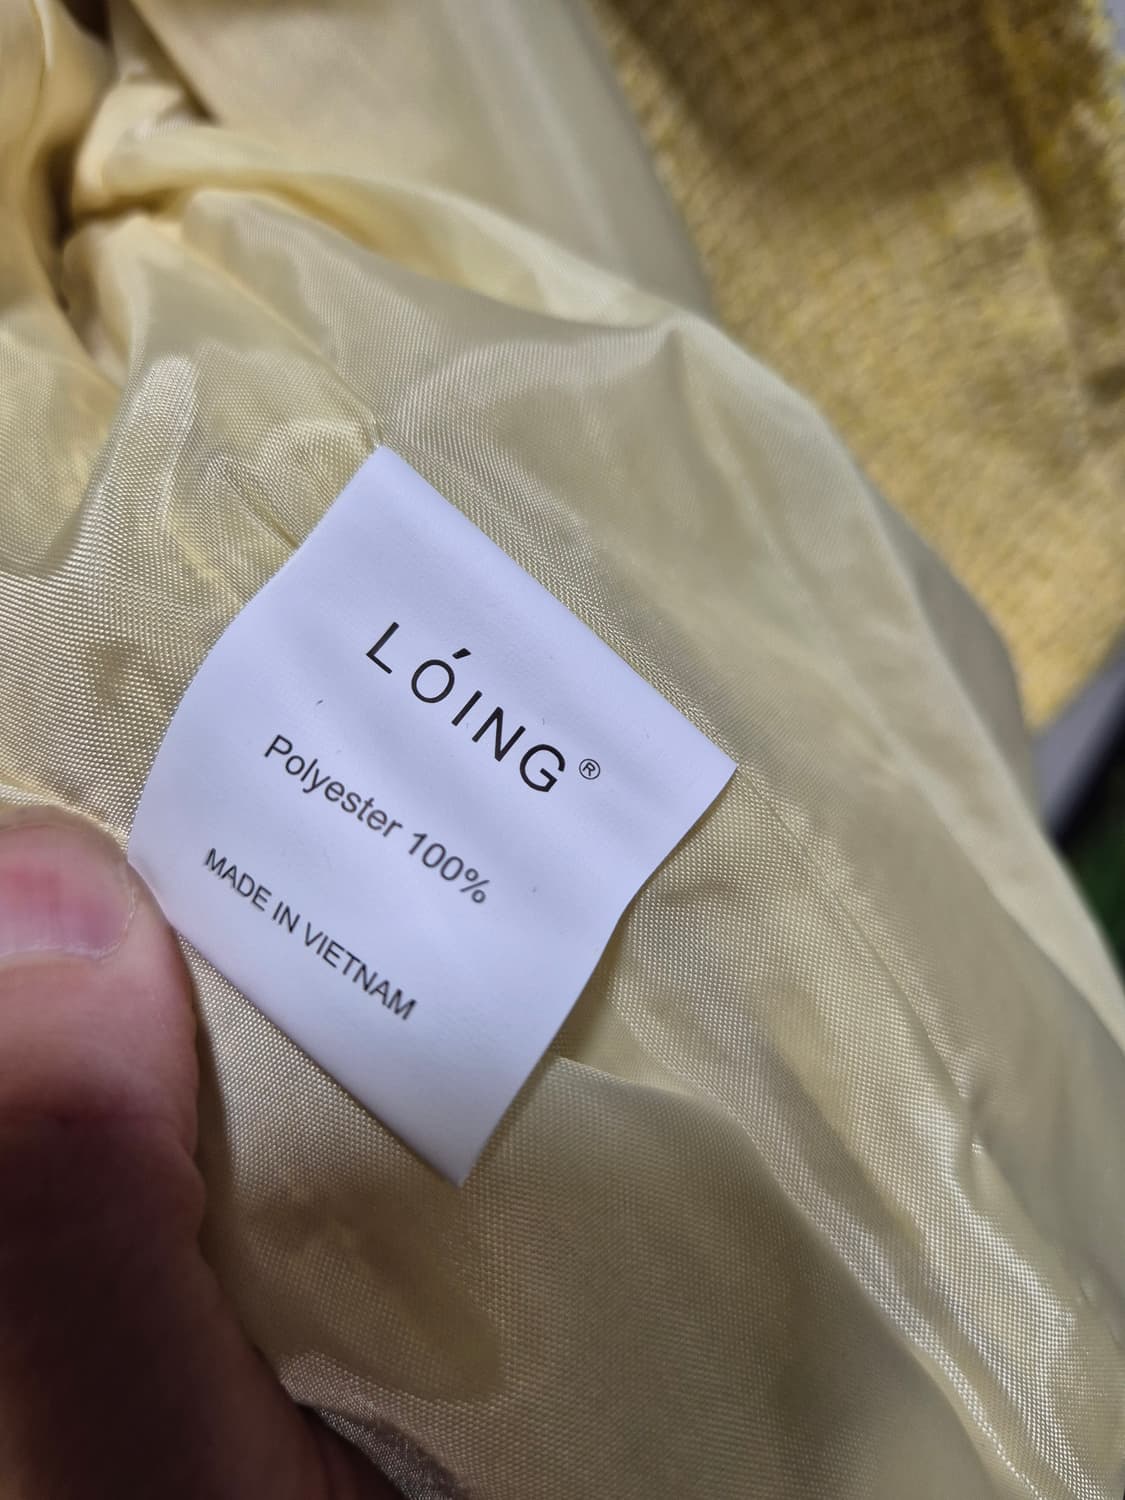 LÓING®
Polyester 100%
MADE IN VIETNAM